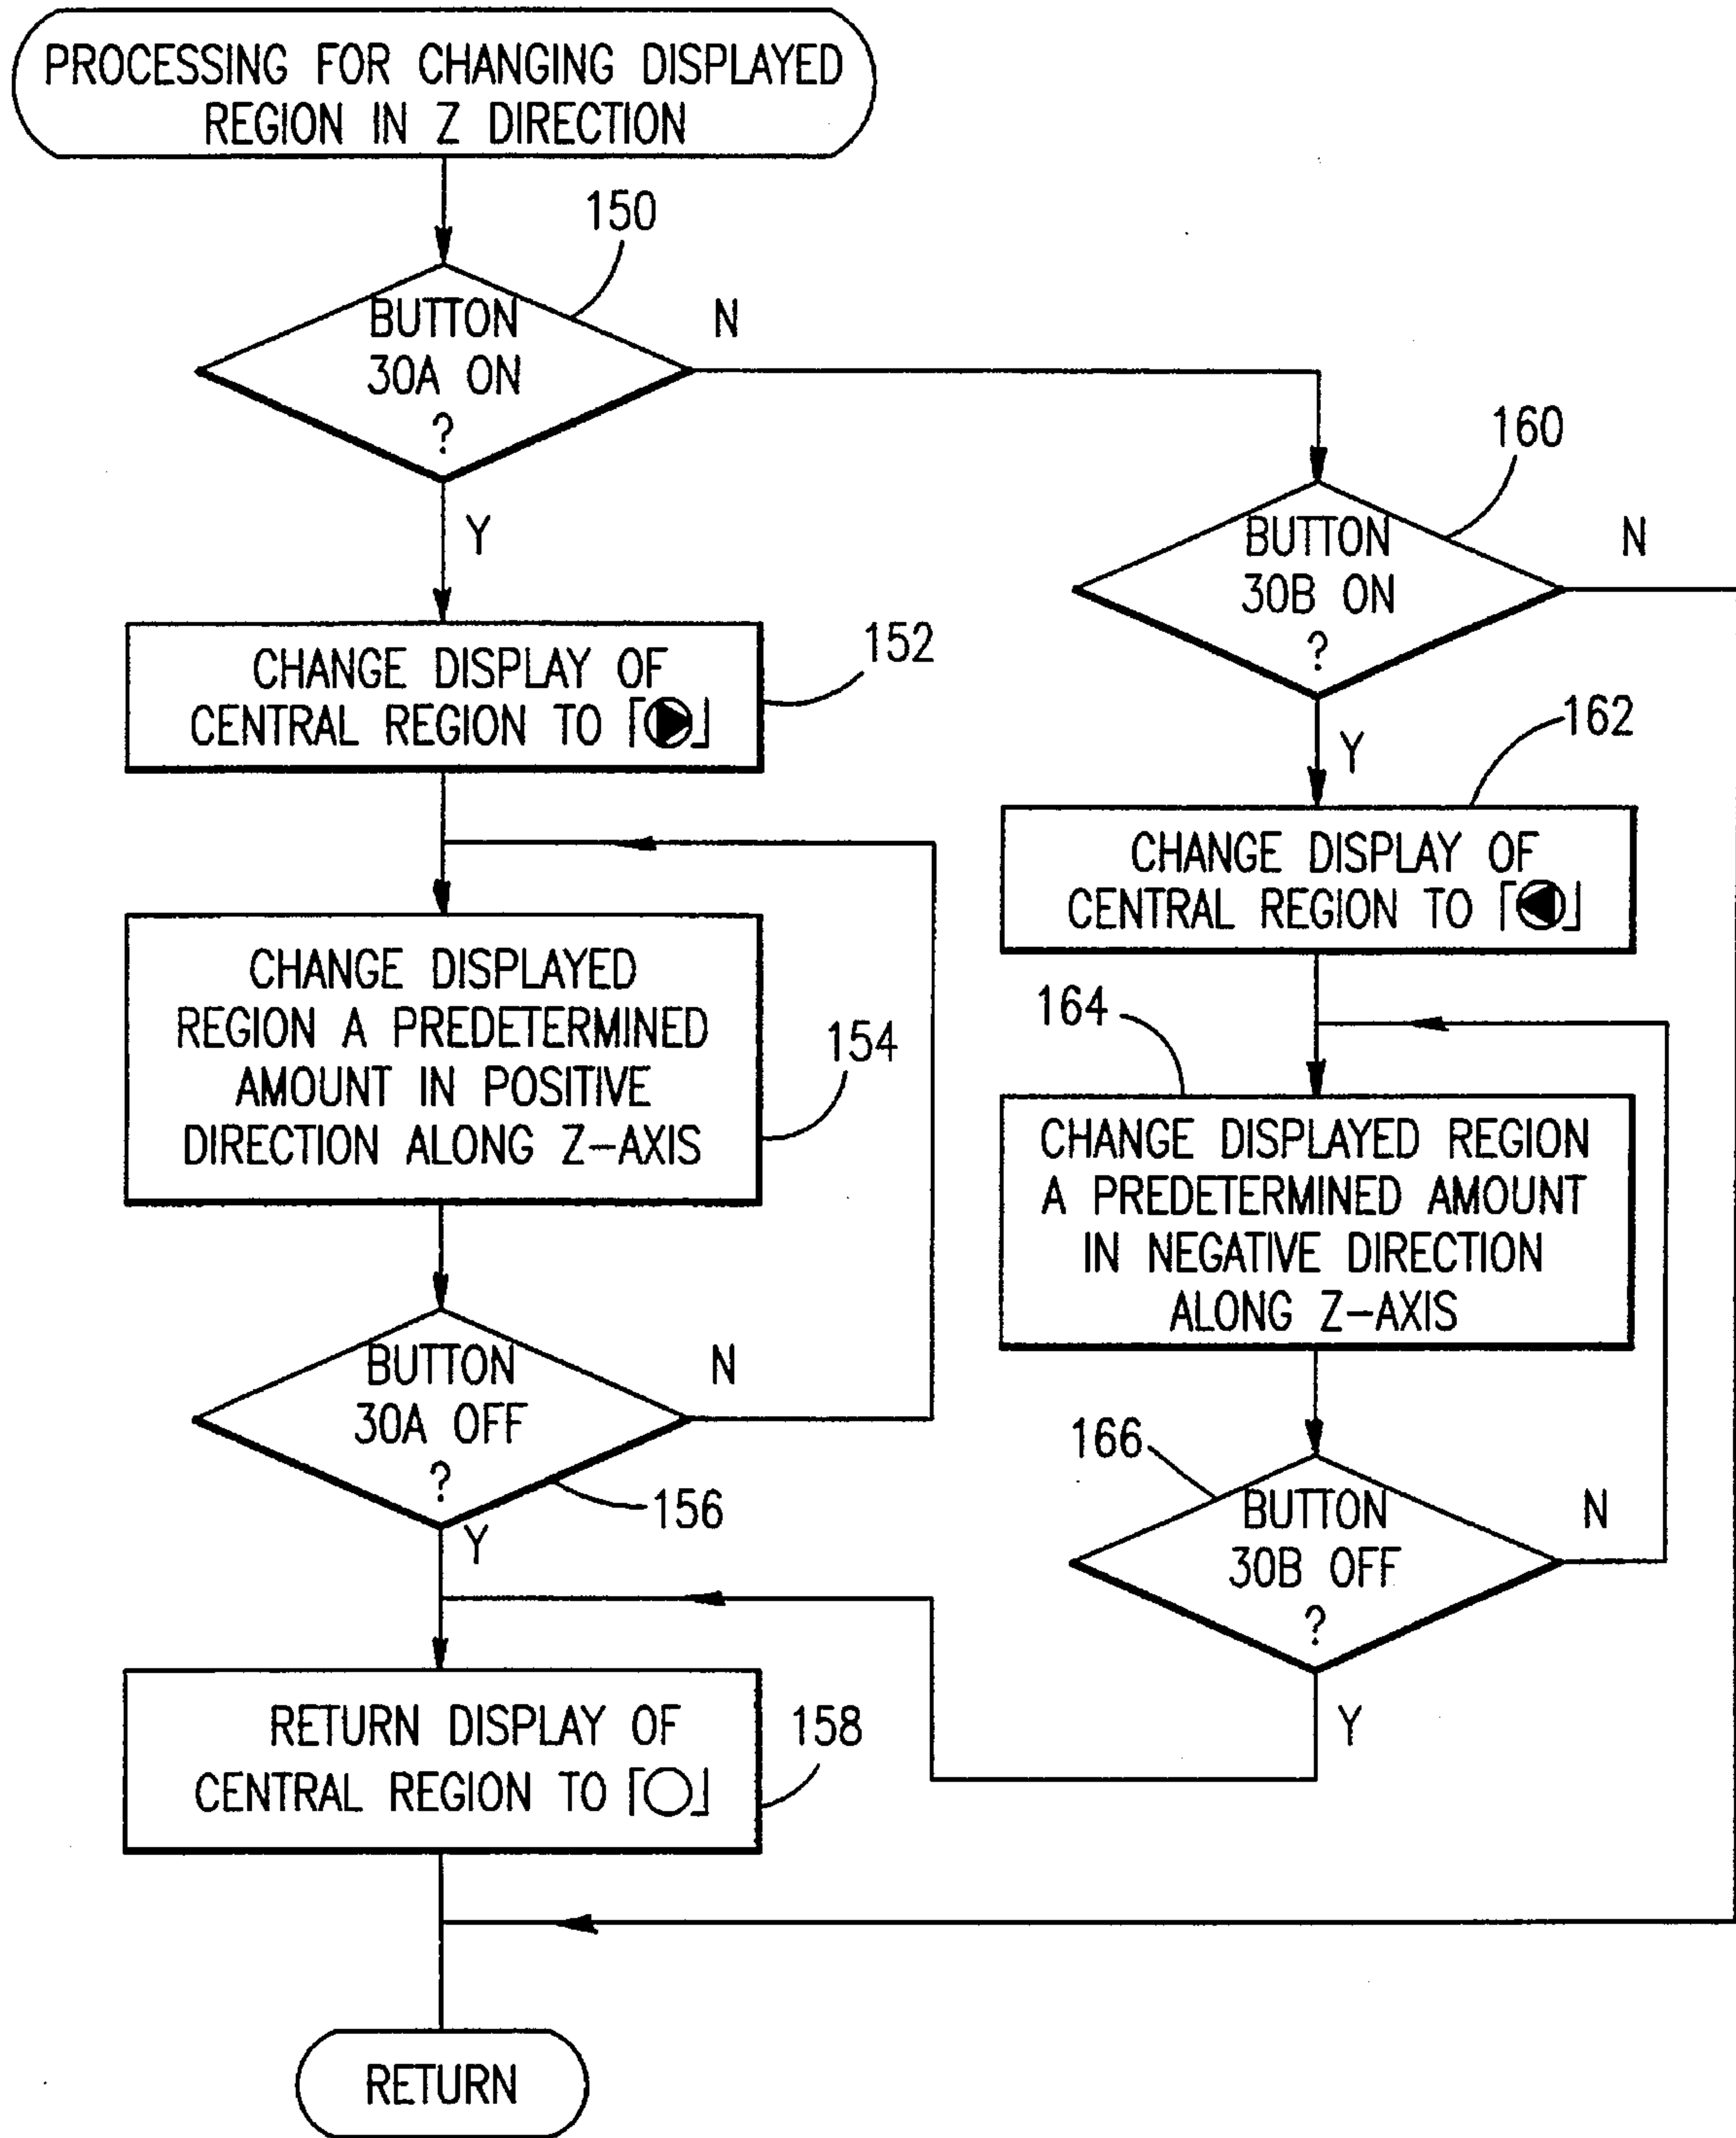 PROCESSING FOR CHANGING DISPLAYED
REGION IN Z DIRECTION
150
BUTTON
30A ON
?
N
Y
160
BUTTON
30B ON
?
N
Y
152
CHANGE DISPLAY OF
CENTRAL REGION TO 「▶」
162
CHANGE DISPLAY OF
CENTRAL REGION TO 「◀」
154
CHANGE DISPLAYED
REGION A PREDETERMINED
AMOUNT IN POSITIVE
DIRECTION ALONG Z-AXIS
164
CHANGE DISPLAYED REGION
A PREDETERMINED AMOUNT
IN NEGATIVE DIRECTION
ALONG Z-AXIS
BUTTON
30A OFF
?
N
156
Y
166
BUTTON
30B OFF
?
N
Y
158
RETURN DISPLAY OF
CENTRAL REGION TO 「○」
RETURN